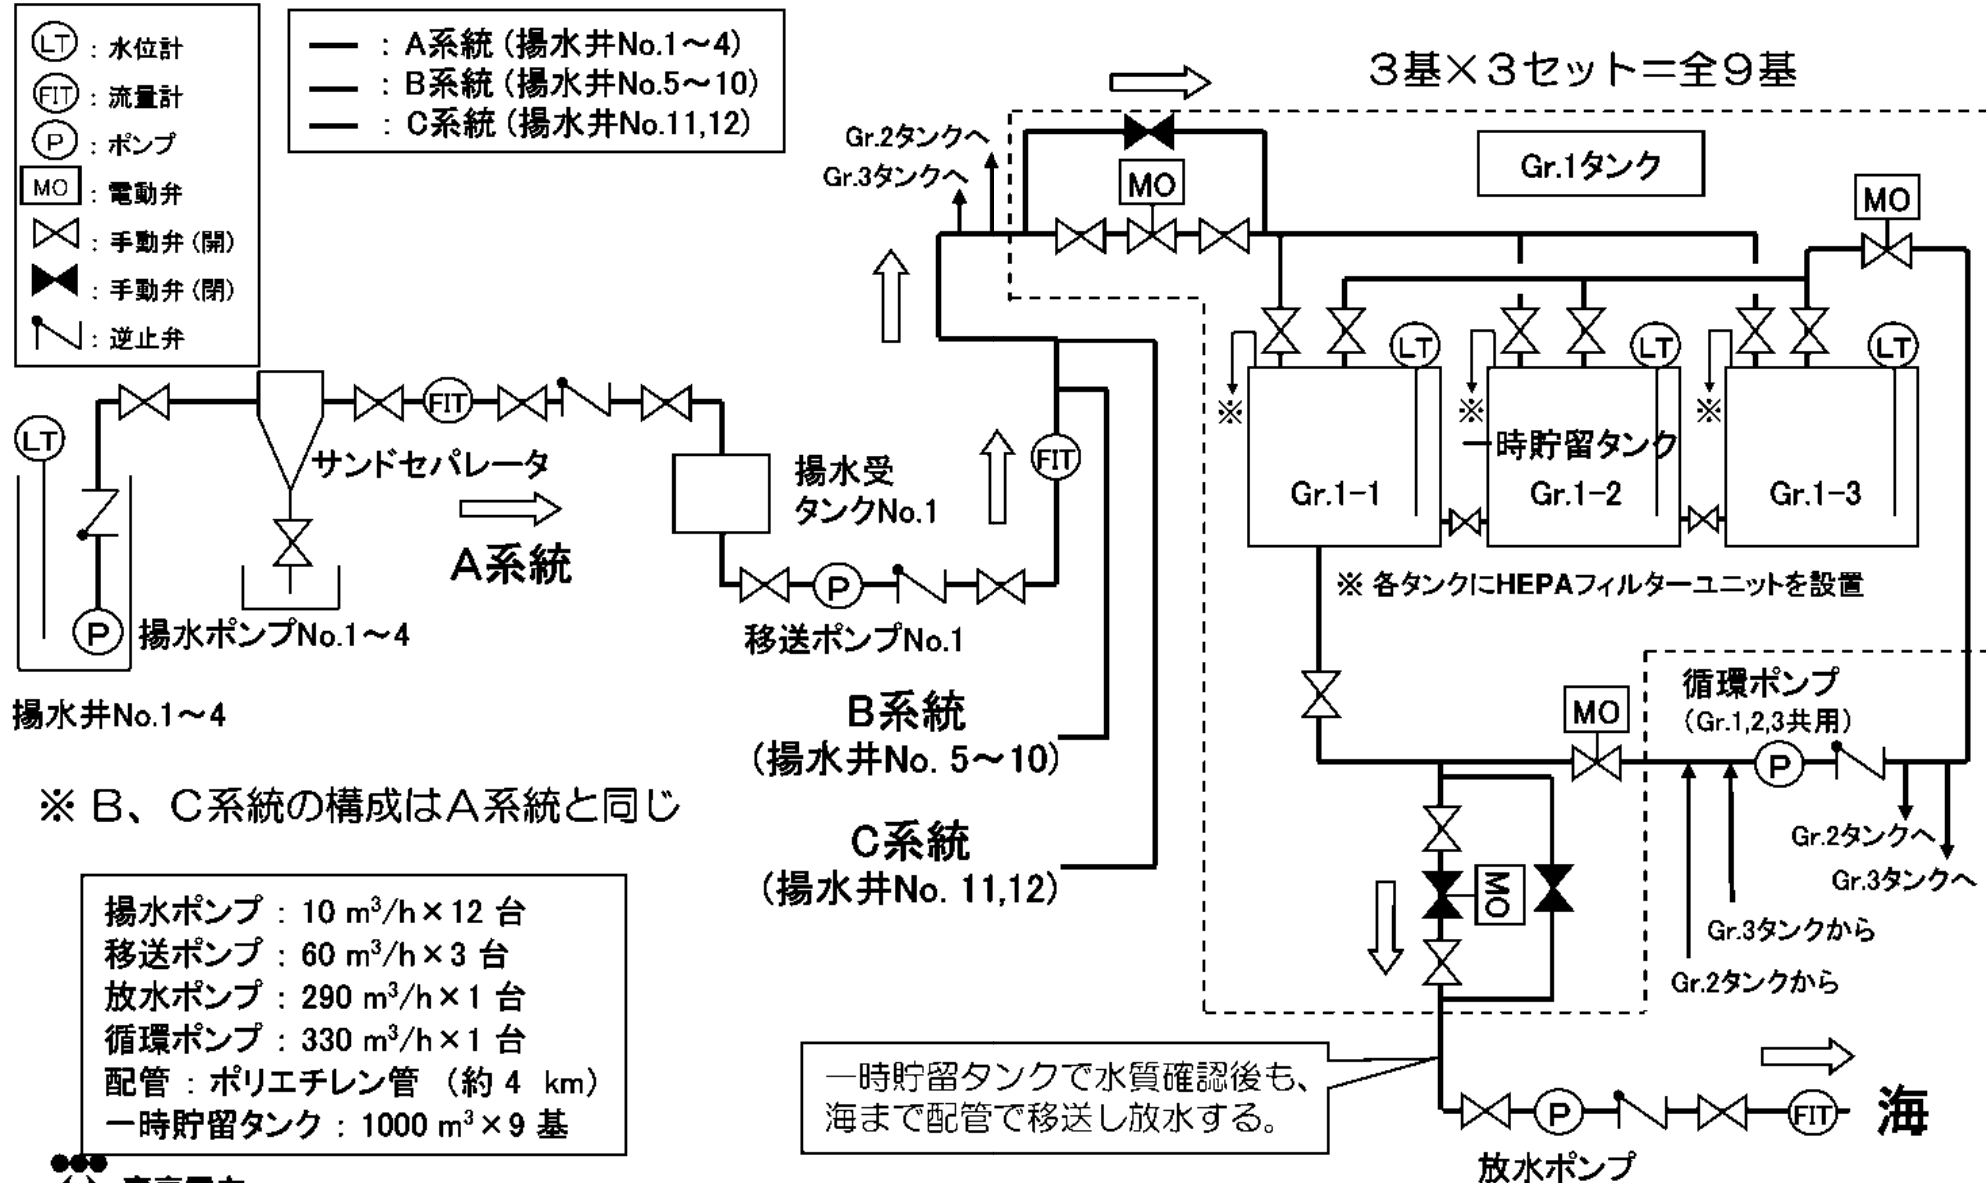 LT : 水位計
FIT : 流量計
P : ポンプ
MO : 電動弁
: 手動弁 (開)
: 手動弁 (閉)
: 逆止弁
: A系統 (揚水井No.1～4)
: B系統 (揚水井No.5～10)
: C系統 (揚水井No.11,12)
3基×3セット＝全9基
Gr.2タンクへ
Gr.3タンクへ
MO
Gr.1タンク
MO
LT
LT
LT
※
※
※
一時貯留タンク
Gr.1-1
Gr.1-2
Gr.1-3
※ 各タンクにHEPAフィルターユニットを設置
LT
FIT
サンドセパレータ
A系統
揚水受
タンクNo.1
FIT
P
揚水ポンプNo.1～4
P
移送ポンプNo.1
揚水井No.1～4
B系統
(揚水井No. 5～10)
C系統
(揚水井No. 11,12)
※ B、C系統の構成はA系統と同じ
循環ポンプ
(Gr.1,2,3共用)
MO
P
Gr.2タンクへ
Gr.3タンクへ
MO
Gr.3タンクから
Gr.2タンクから
揚水ポンプ : 10 m³/h×12 台
移送ポンプ : 60 m³/h×3 台
放水ポンプ : 290 m³/h×1 台
循環ポンプ : 330 m³/h×1 台
配管 : ポリエチレン管 (約 4 km)
一時貯留タンク : 1000 m³×9 基
一時貯留タンクで水質確認後も、
海まで配管で移送し放水する。
P
FIT
海
放水ポンプ